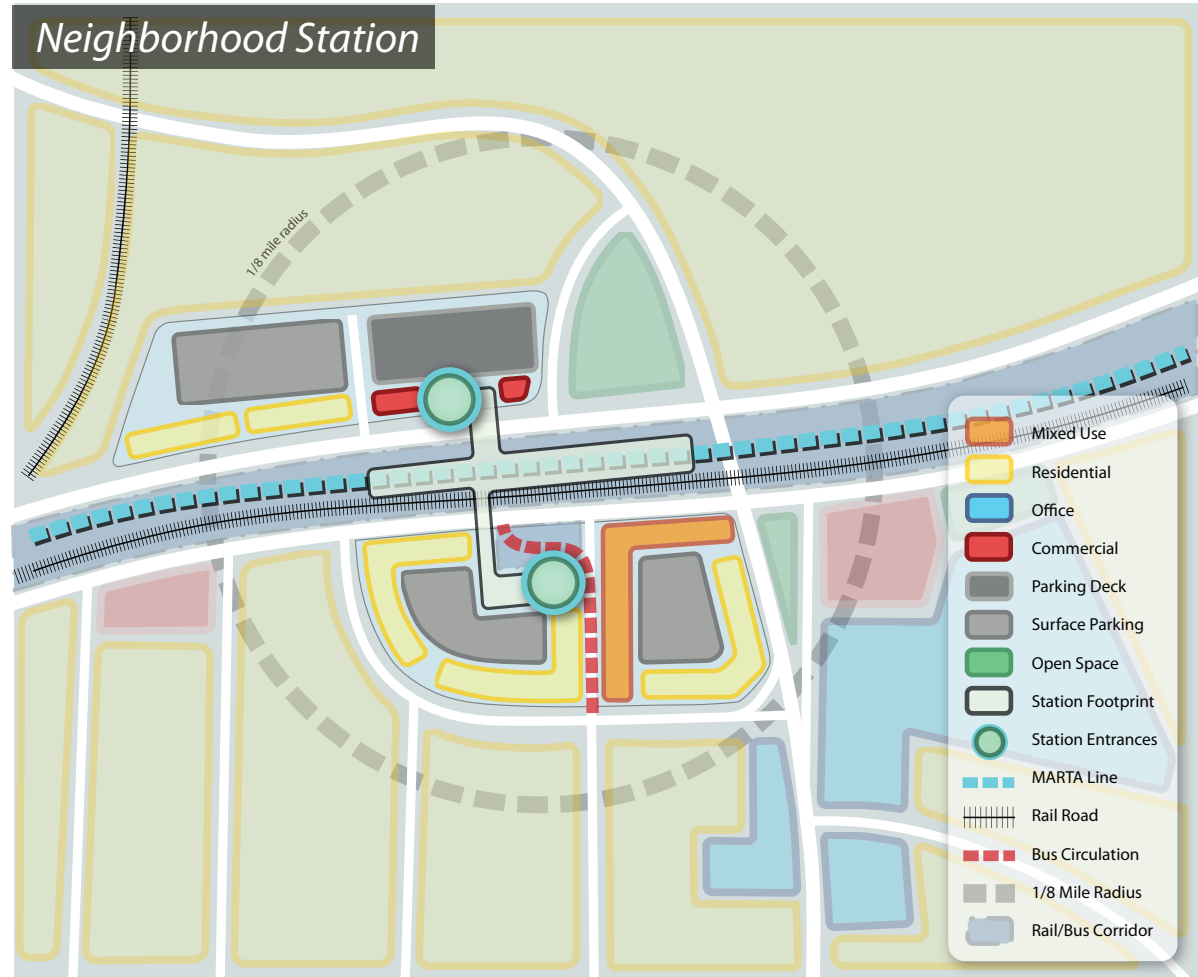 Neighborhood Station
1/8 mile radius
Mixed Use
Residential
Office
Commercial
Parking Deck
Surface Parking
Open Space
Station Footprint
Station Entrances
MARTA Line
Rail Road
Bus Circulation
1/8 Mile Radius
Rail/Bus Corridor